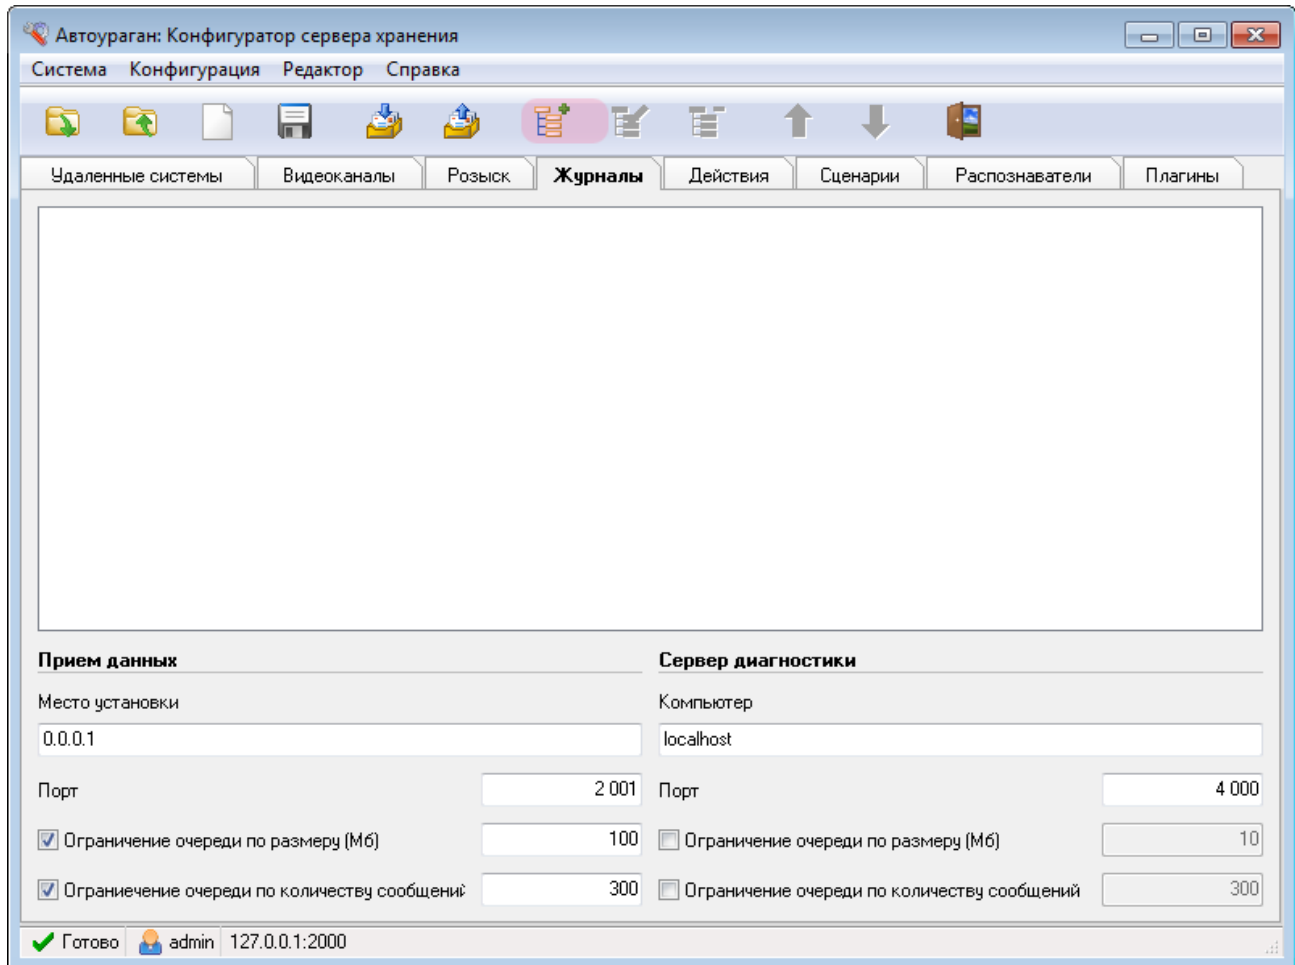 Автоураган: Конфигуратор сервера хранения
Система Конфигурация Редактор Справка
Удаленные системы Видеоканалы Розыск Журналы Действия Сценарии Распознаватели Плагины
Прием данных Сервер диагностики
Место установки Компьютер
0.0.0.1 localhost
Порт 2 001 Порт 4 000
Ограничение очереди по размеру (Мб) 100 Ограничение очереди по размеру (Мб) 10
Ограниечение очереди по количеству сообщений 300 Ограничение очереди по количеству сообщений 300
Готово admin 127.0.0.1:2000